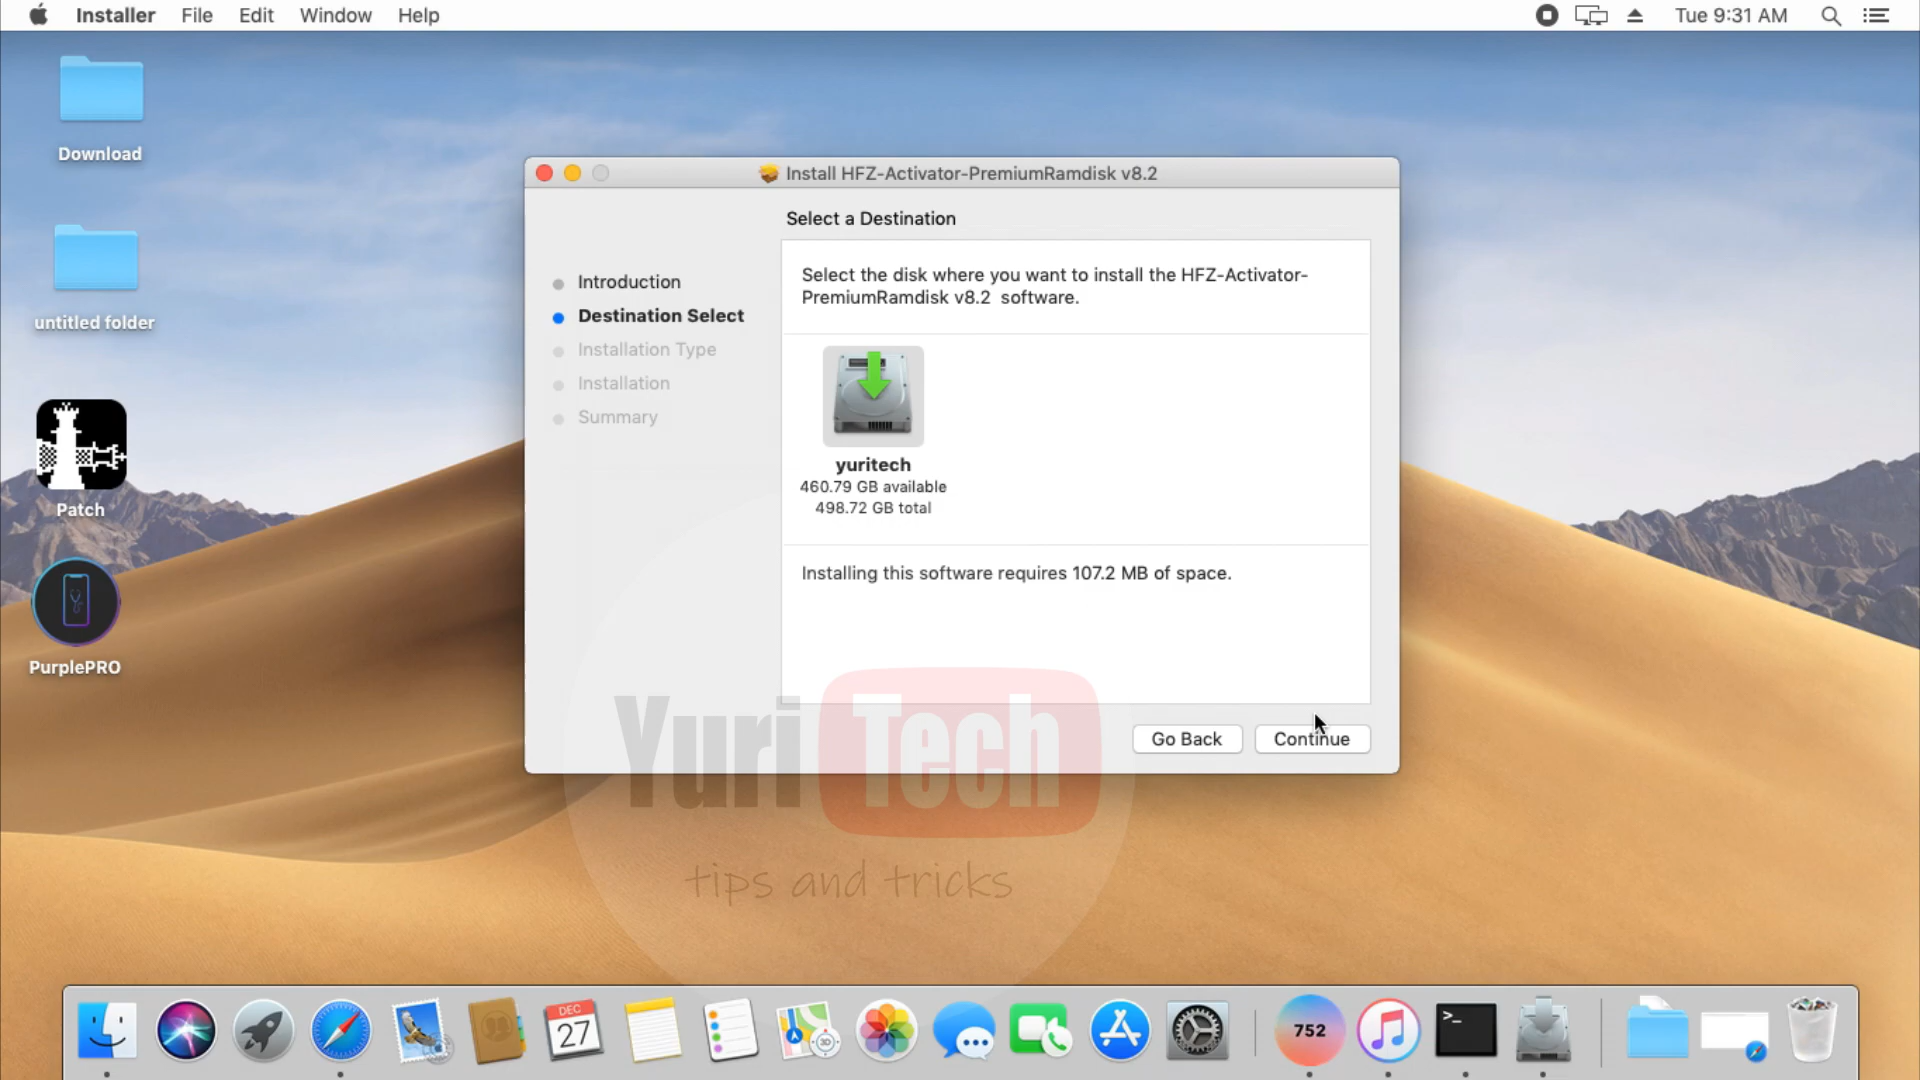 Installer File Edit Window Help
Tue 9:31 AM
Download
untitled folder
Patch
PurplePRO
Install HFZ-Activator-PremiumRamdisk v8.2
Introduction
Destination Select
Installation Type
Installation
Summary
Select a Destination
Select the disk where you want to install the HFZ-Activator-
PremiumRamdisk v8.2 software.
yuritech
460.79 GB available
498.72 GB total
Installing this software requires 107.2 MB of space.
Go Back
Continue
Yuri Tech
tips and tricks
DEC
27
3D
752
>_